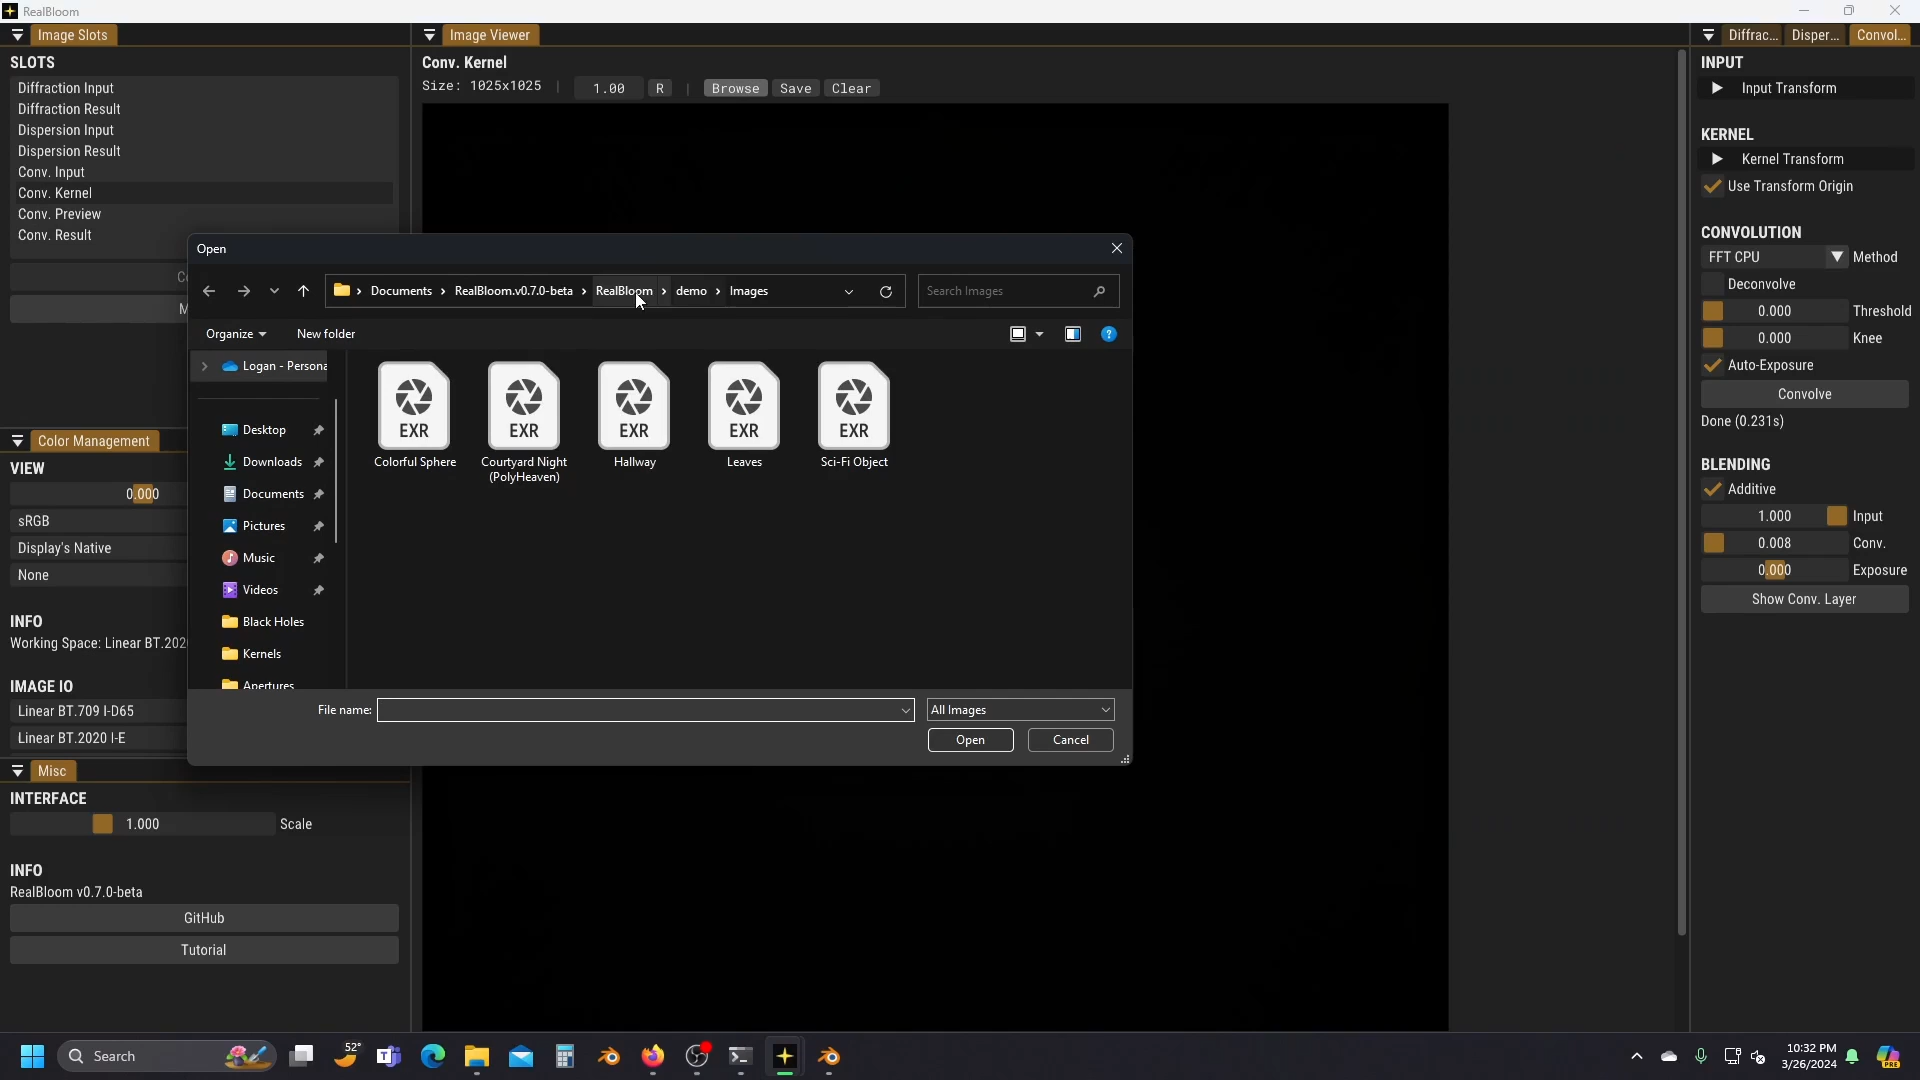 RealBloom
Image Slots
SLOTS
Diffraction Input
Diffraction Result
Dispersion Input
Dispersion Result
Conv. Input
Conv. Kernel
Conv. Preview
Conv. Result
Image Viewer
Conv. Kernel
Size: 1025x1025 | 1.00 R | Browse Save Clear
Open
Documents RealBloom.v0.7.0-beta RealBloom demo Images
Search Images
Organize New folder
Logan - Persona
Desktop
Downloads
Documents
Pictures
Music
Videos
Black Holes
Kernels
Apertures
EXR EXR EXR EXR EXR
Colorful Sphere Courtyard Night Hallway Leaves Sci-Fi Object
(PolyHeaven)
File name: All Images
Open Cancel
Color Management
VIEW
0.000
sRGB
Display's Native
None
INFO
Working Space: Linear BT.202
IMAGE IO
Linear BT.709 I-D65
Linear BT.2020 I-E
Misc
INTERFACE
1.000 Scale
INFO
RealBloom v0.7.0-beta
GitHub
Tutorial
Diffrac... Disper... Convol...
INPUT
Input Transform
KERNEL
Kernel Transform
Use Transform Origin
CONVOLUTION
FFT CPU Method
Deconvolve
0.000 Threshold
0.000 Knee
Auto-Exposure
Convolve
Done (0.231s)
BLENDING
Additive
1.000 Input
0.008 Conv.
0.000 Exposure
Show Conv. Layer
Search
52°
10:32 PM
3/26/2024
PRE